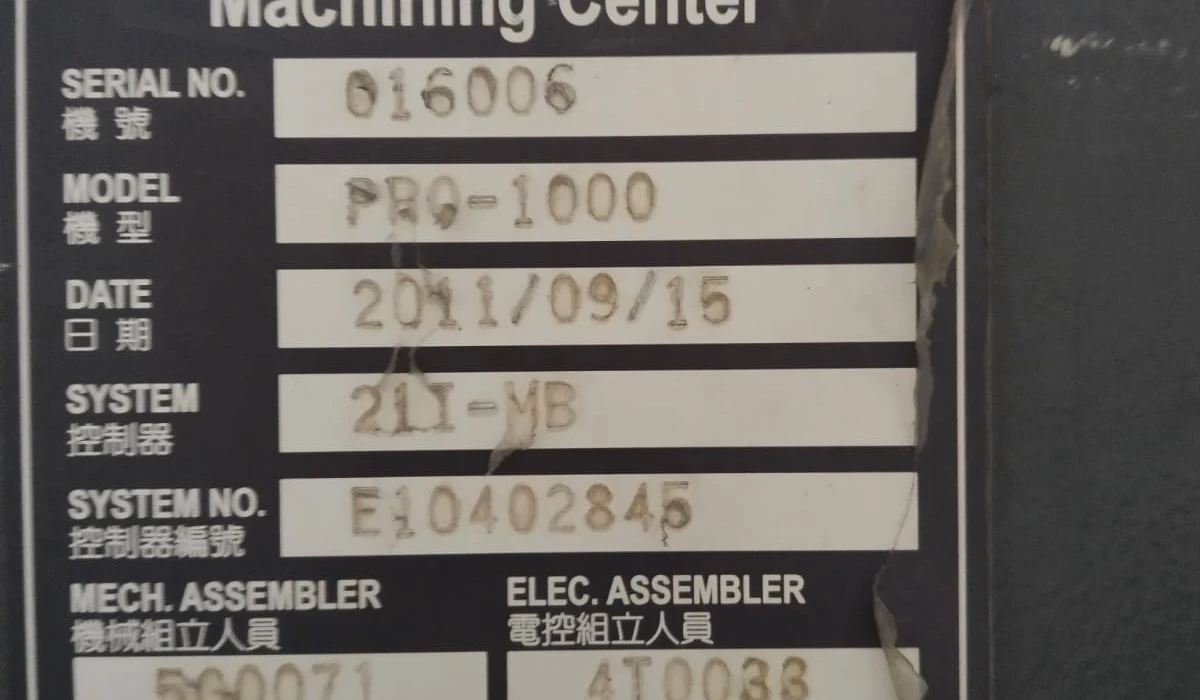 Machining Center
SERIAL NO. 016006
機 號
MODEL PRO-1000
機 型
DATE 2011/09/15
日 期
SYSTEM 21I-MB
控制器
SYSTEM NO. E10402845
控制器編號
MECH. ASSEMBLER ELEC. ASSEMBLER
機械組立人員 電控組立人員
5G0071 4T0033